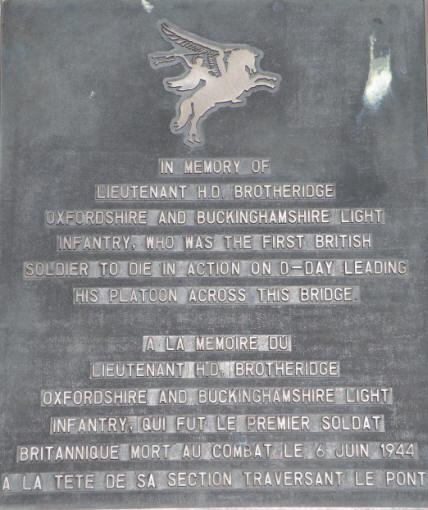 IN MEMORY OF
LIEUTENANT H.D. BROTHERIDGE
OXFORDSHIRE AND BUCKINGHAMSHIRE LIGHT
INFANTRY, WHO WAS THE FIRST BRITISH
SOLDIER TO DIE IN ACTION ON D-DAY LEADING
HIS PLATOON ACROSS THIS BRIDGE.
A LA MEMOIRE DU
LIEUTENANT H.D. BROTHERIDGE
OXFORDSHIRE AND BUCKINGHAMSHIRE LIGHT
INFANTRY, QUI FUT LE PREMIER SOLDAT
BRITANNIQUE MORT AU COMBAT LE 6 JUIN 1944
A LA TETE DE SA SECTION TRAVERSANT LE PONT